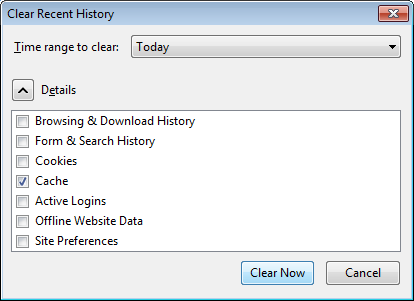 Clear Recent History
Time range to clear: Today
Details
Browsing & Download History
Form & Search History
Cookies
Cache
Active Logins
Offline Website Data
Site Preferences
Clear Now Cancel